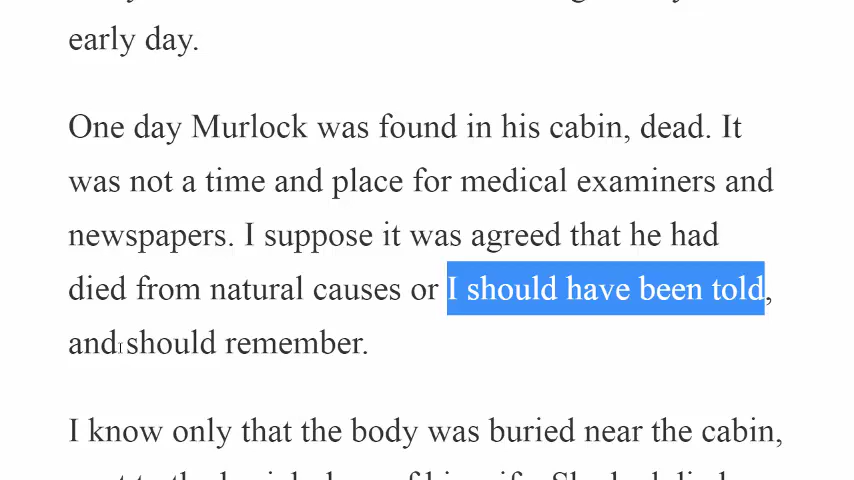 early day.
One day Murlock was found in his cabin, dead. It
was not a time and place for medical examiners and
newspapers. I suppose it was agreed that he had
died from natural causes or I should have been told,
and should remember.
I know only that the body was buried near the cabin,